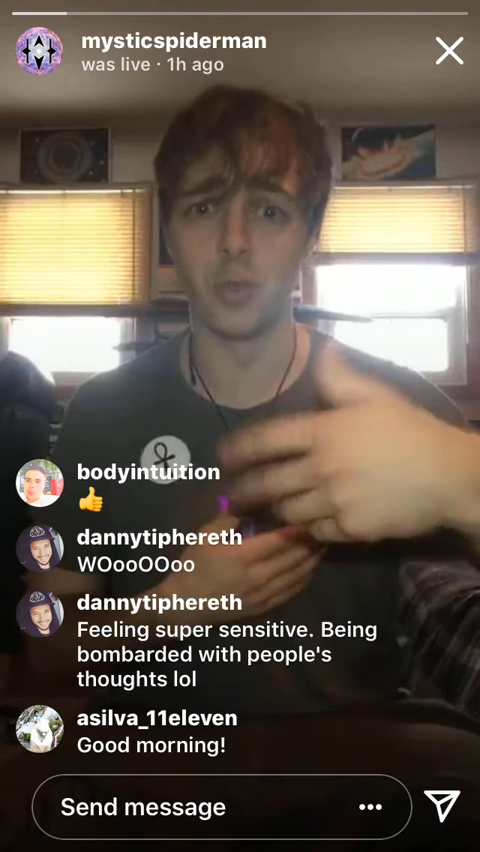 mysticspiderman
was live · 1h ago
bodyintuition
👍
dannytiphereth
WOooOOoo
dannytiphereth
Feeling super sensitive. Being
bombarded with people's
thoughts lol
asilva_11eleven
Good morning!
Send message